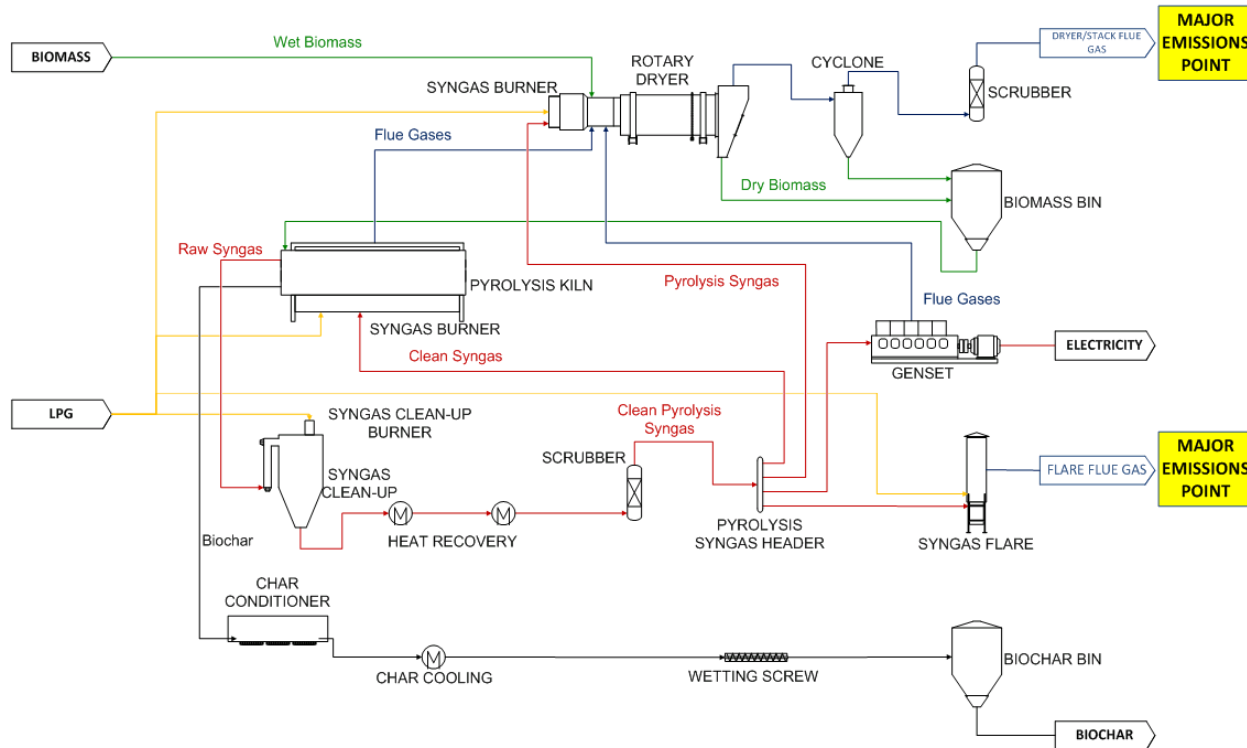 BIOMASS
Wet Biomass
SYNGAS BURNER
ROTARY
DRYER
CYCLONE
SCRUBBER
DRYER/STACK FLUE
GAS
MAJOR
EMISSIONS
POINT
Flue Gases
Dry Biomass
BIOMASS BIN
Raw Syngas
PYROLYSIS KILN
Pyrolysis Syngas
SYNGAS BURNER
Flue Gases
Clean Syngas
GENSET
ELECTRICITY
LPG
SYNGAS CLEAN-UP
BURNER
Clean Pyrolysis
Syngas
SCRUBBER
SYNGAS
CLEAN-UP
M
M
HEAT RECOVERY
PYROLYSIS
SYNGAS HEADER
SYNGAS FLARE
FLARE FLUE GAS
MAJOR
EMISSIONS
POINT
Biochar
CHAR
CONDITIONER
M
CHAR COOLING
WETTING SCREW
BIOCHAR BIN
BIOCHAR